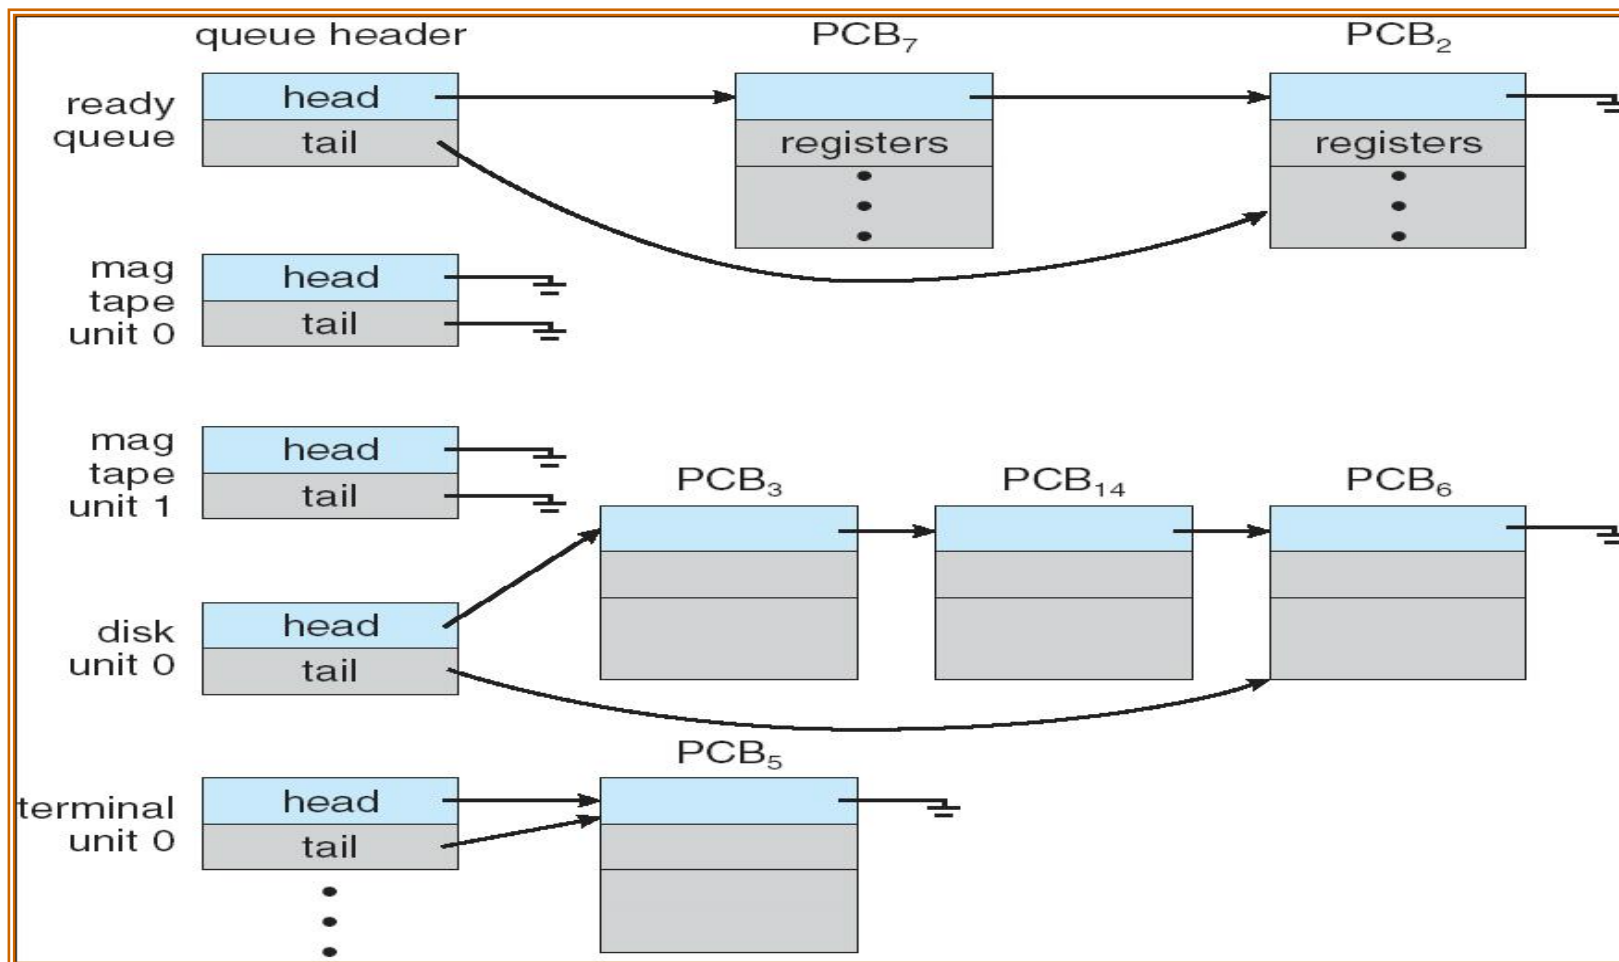 queue header
PCB₇
PCB₂
ready
queue
head
tail
registers
registers
mag
tape
unit 0
head
tail
mag
tape
unit 1
head
tail
PCB₃
PCB₁₄
PCB₆
disk
unit 0
head
tail
PCB₅
terminal
unit 0
head
tail